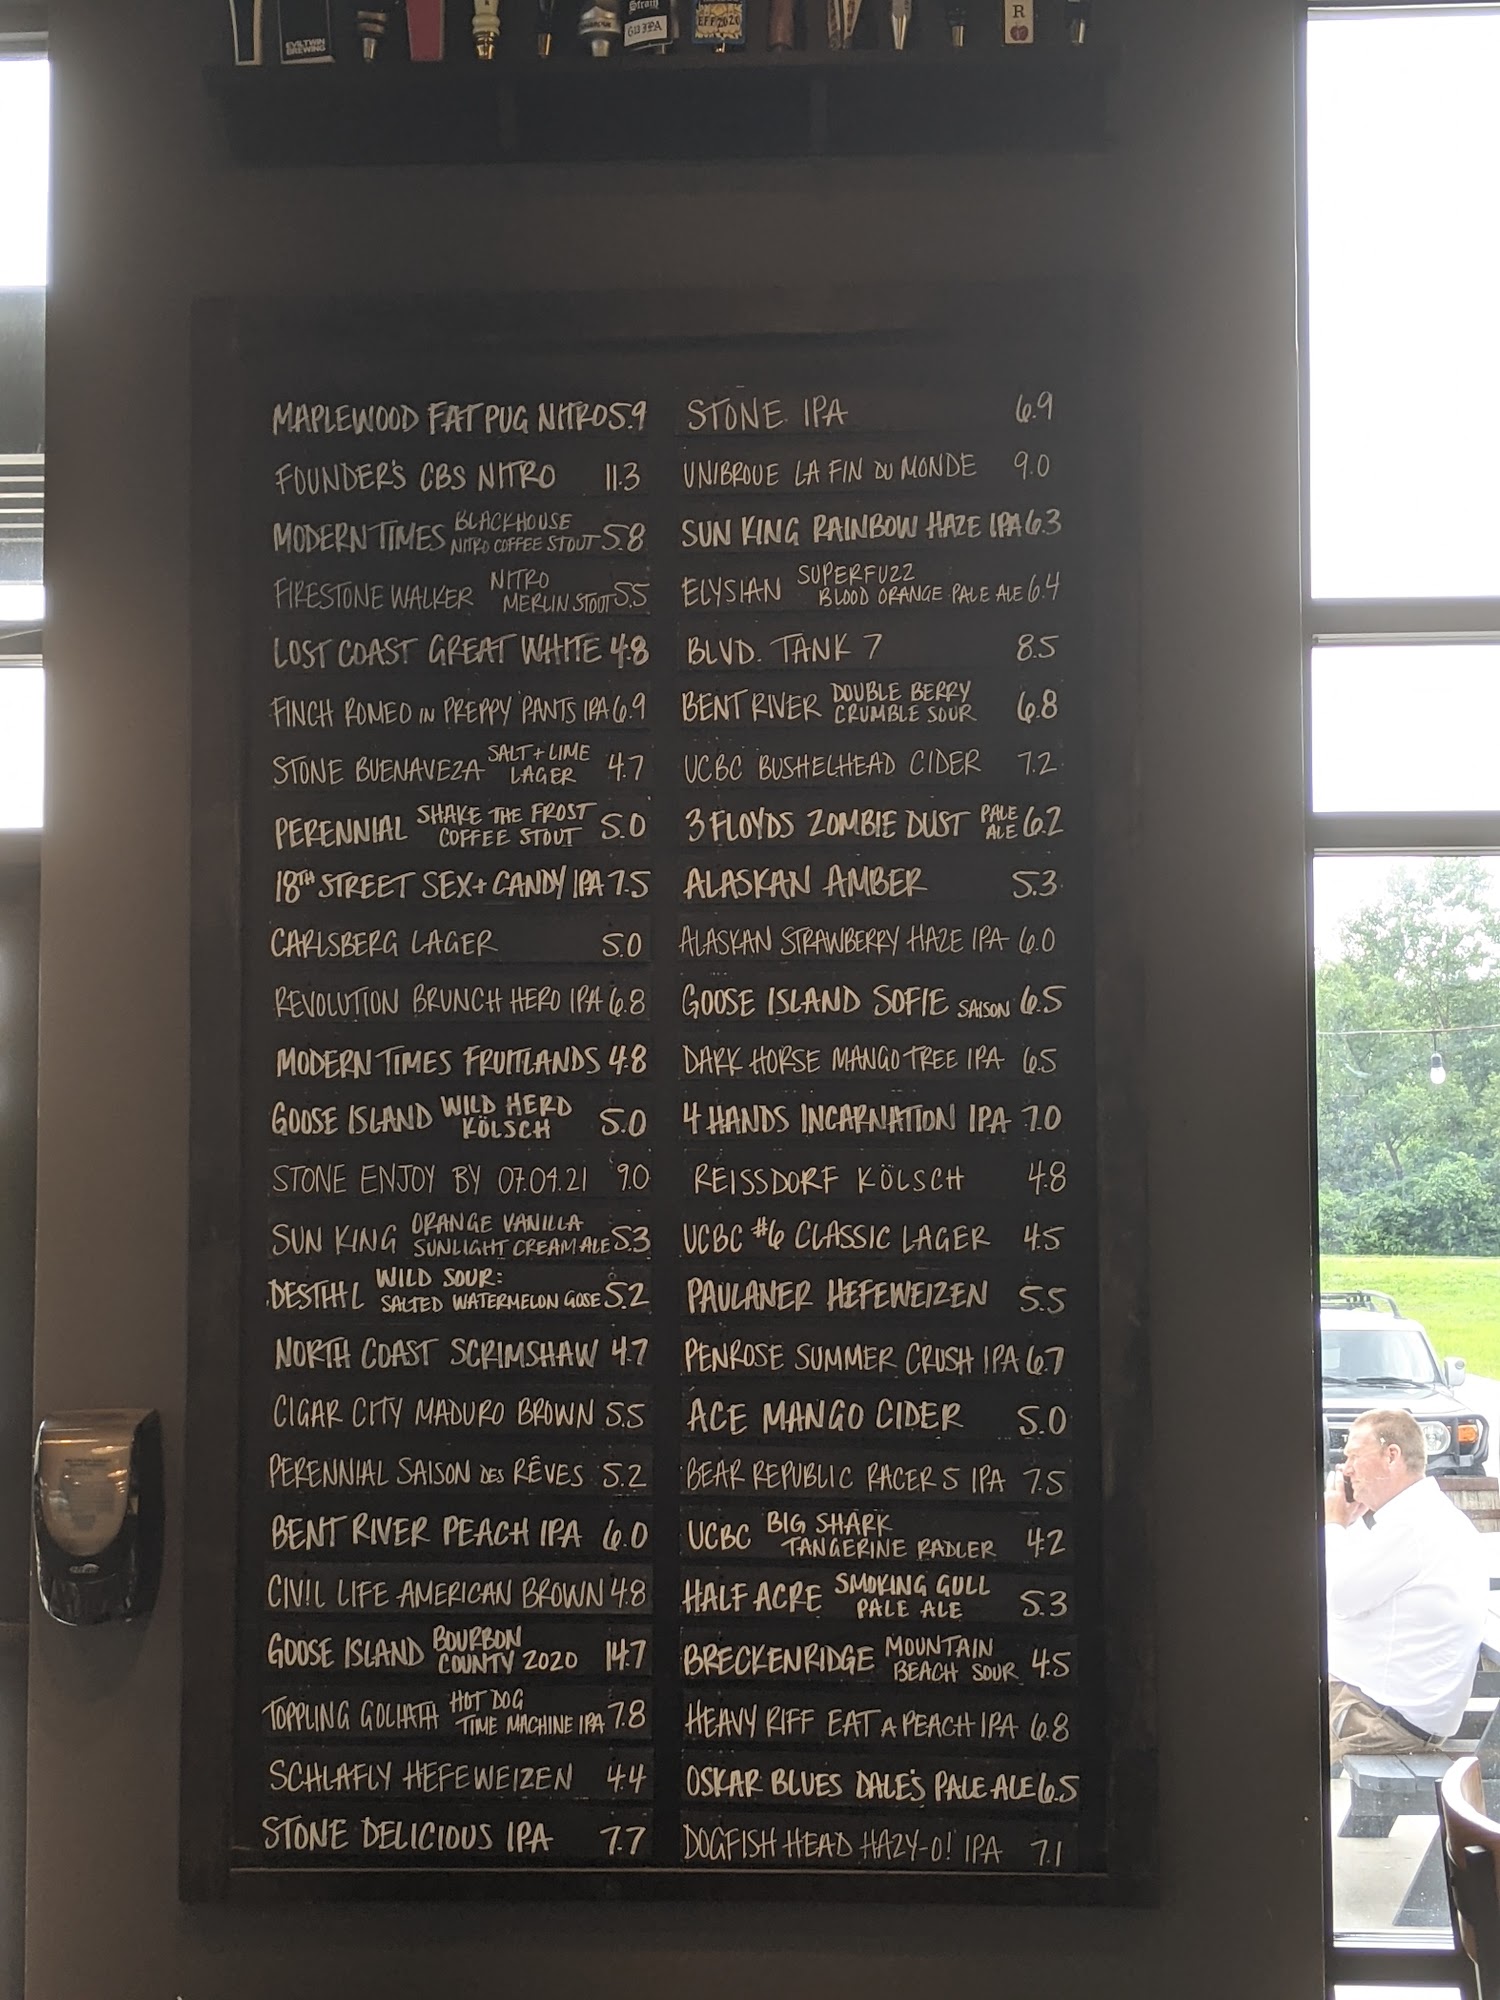 EVILTWIN
BREWING
Stone
GU IPA
EFF 2020
R
MAPLEWOOD FAT PUG NITRO 5.9
FOUNDER'S CBS NITRO 11.3
MODERN TIMES BLACKHOUSE
NITRO COFFEE STOUT 5.8
FIRESTONE WALKER NITRO
MERLIN STOUT 5.5
LOST COAST GREAT WHITE 4.8
FINCH ROMEO IN PREPPY PANTS IPA 6.9
STONE BUENAVEZA SALT + LIME
LAGER 4.7
PERENNIAL SHAKE THE FROST
COFFEE STOUT 5.0
18TH STREET SEX + CANDY IPA 7.5
CARLSBERG LAGER 5.0
REVOLUTION BRUNCH HERO IPA 6.8
MODERN TIMES FRUITLANDS 4.8
GOOSE ISLAND WILD HERD
KÖLSCH 5.0
STONE ENJOY BY 07.04.21 9.0
SUN KING ORANGE VANILLA
SUNLIGHT CREAM ALE 5.3
DESTIHL WILD SOUR:
SALTED WATERMELON GOSE 5.2
NORTH COAST SCRIMSHAW 4.7
CIGAR CITY MADURO BROWN 5.5
PERENNIAL SAISON DES RÊVES 5.2
BENT RIVER PEACH IPA 6.0
CIVIL LIFE AMERICAN BROWN 4.8
GOOSE ISLAND BOURBON
COUNTY 2020 14.7
TOPPLING GOLIATH HOT DOG
TIME MACHINE IPA 7.8
SCHLAFLY HEFEWEIZEN 4.4
STONE DELICIOUS IPA 7.7
STONE IPA 6.9
UNIBROUE LA FIN DU MONDE 9.0
SUN KING RAINBOW HAZE IPA 6.3
ELYSIAN SUPERFUZZ
BLOOD ORANGE PALE ALE 6.4
BLVD. TANK 7 8.5
BENT RIVER DOUBLE BERRY
CRUMBLE SOUR 6.8
UCBC BUSHELHEAD CIDER 7.2
3 FLOYDS ZOMBIE DUST PALE
ALE 6.2
ALASKAN AMBER 5.3
ALASKAN STRAWBERRY HAZE IPA 6.0
GOOSE ISLAND SOFIE SAISON 6.5
DARK HORSE MANGO TREE IPA 6.5
4 HANDS INCARNATION IPA 7.0
REISSDORF KÖLSCH 4.8
UCBC #6 CLASSIC LAGER 4.5
PAULANER HEFEWEIZEN 5.5
PENROSE SUMMER CRUSH IPA 6.7
ACE MANGO CIDER 5.0
BEAR REPUBLIC RACER 5 IPA 7.5
UCBC BIG SHARK
TANGERINE RADLER 4.2
HALF ACRE SMOKING GULL
PALE ALE 5.3
BRECKENRIDGE MOUNTAIN
BEACH SOUR 4.5
HEAVY RIFF EAT A PEACH IPA 6.8
OSKAR BLUES DALE'S PALE ALE 6.5
DOGFISH HEAD HAZY-O! IPA 7.1